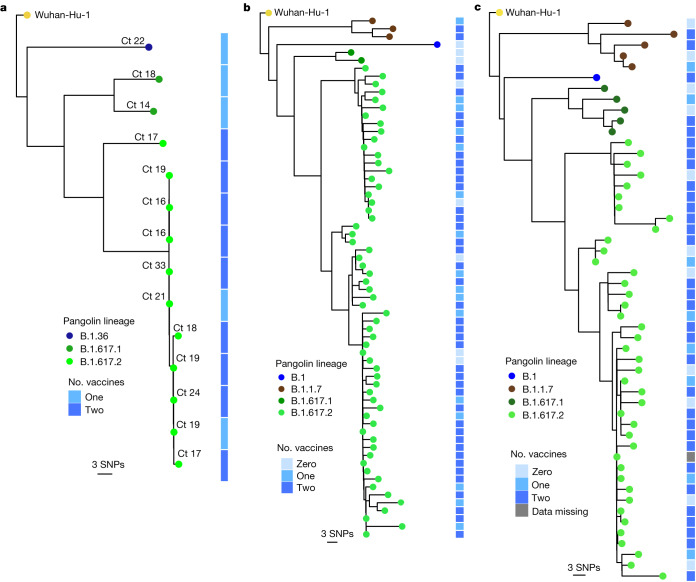 a
Wuhan-Hu-1
Ct 22
Ct 18
Ct 14
Ct 17
Ct 19
Ct 16
Ct 16
Ct 33
Ct 21
Ct 18
Ct 19
Ct 24
Ct 19
Ct 17
Pangolin lineage
B.1.36
B.1.617.1
B.1.617.2
No. vaccines
One
Two
3 SNPs
b
Wuhan-Hu-1
Pangolin lineage
B.1
B.1.1.7
B.1.617.1
B.1.617.2
No. vaccines
Zero
One
Two
3 SNPs
c
Wuhan-Hu-1
Pangolin lineage
B.1
B.1.1.7
B.1.617.1
B.1.617.2
No. vaccines
Zero
One
Two
Data missing
3 SNPs